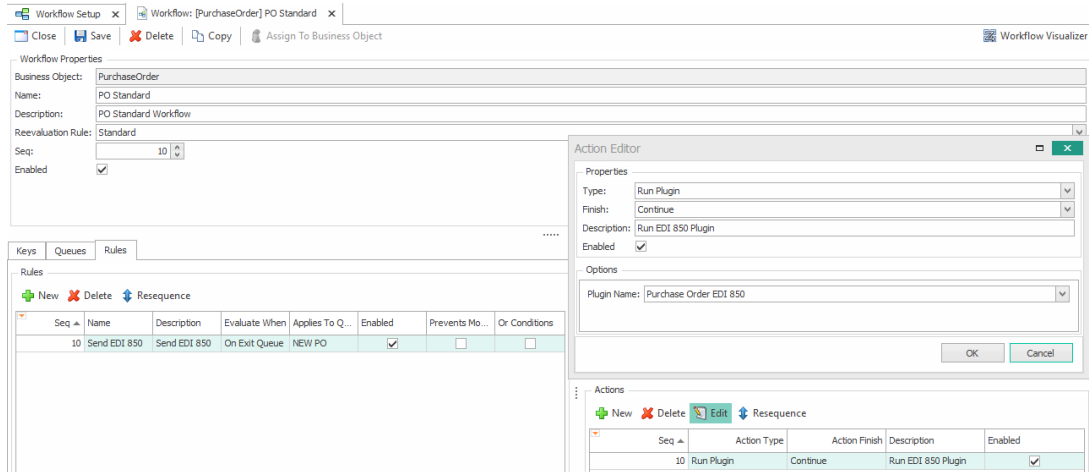 Workflow Setup x Workflow: [PurchaseOrder] PO Standard x
Close Save Delete Copy Assign To Business Object Workflow Visualizer
Workflow Properties
Business Object: PurchaseOrder
Name: PO Standard
Description: PO Standard Workflow
Reevaluation Rule: Standard
Seq: 10
Enabled
Action Editor
Properties
Type: Run Plugin
Finish: Continue
Description: Run EDI 850 Plugin
Enabled
Options
Plugin Name: Purchase Order EDI 850
OK Cancel
Keys Queues Rules
Rules
New Delete Resequence
Seq Name Description Evaluate When Applies To Q... Enabled Prevents Mo... Or Conditions
10 Send EDI 850 Send EDI 850 On Exit Queue NEW PO
Actions
New Delete Edit Resequence
Seq Action Type Action Finish Description Enabled
10 Run Plugin Continue Run EDI 850 Plugin